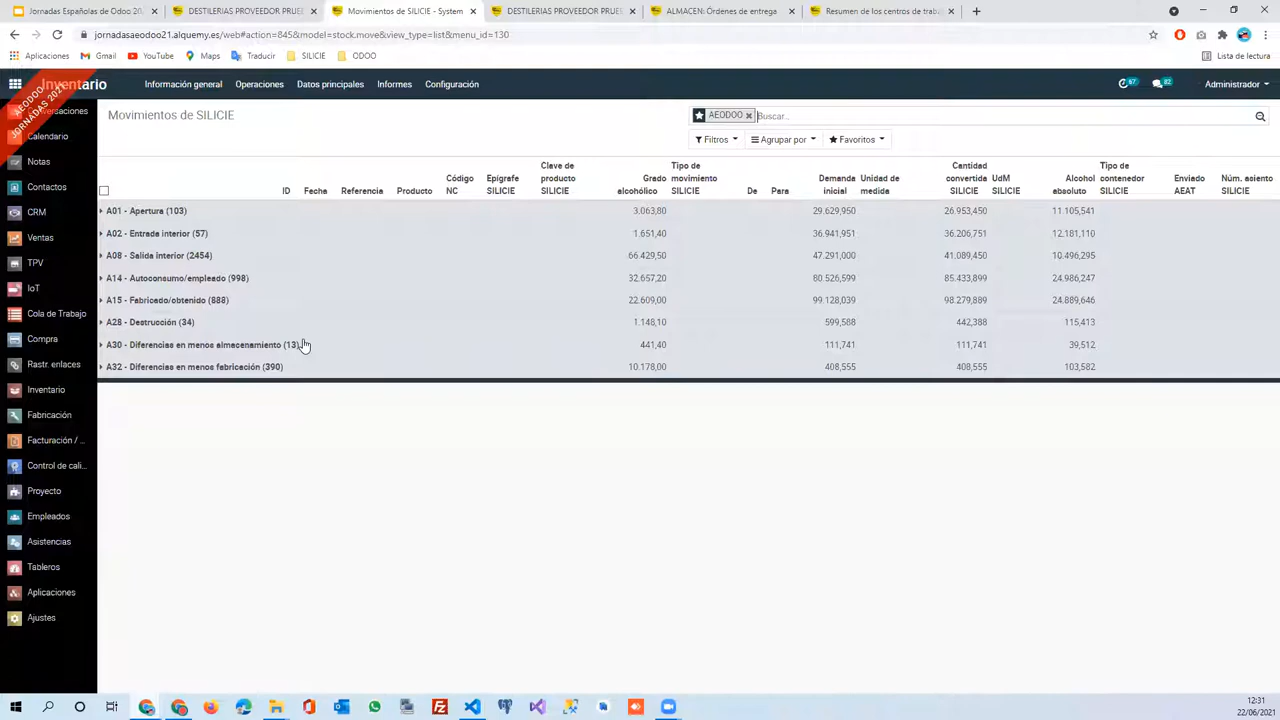 Jornadas Españolas de Odoo 20
DESTILERIAS PROVEEDOR PRUE
Movimientos de SILICIE - System
DESTILERIAS PROVEEDOR PRUE
ALMACEN: Órdenes de entrega
Resumen de los centros de trab
jornadasaeodoo21.alquemy.es/web#action=845&model=stock.move&view_type=list&menu_id=130
Aplicaciones Gmail YouTube Maps Traducir SILICIE ODOO Lista de lectura
AEODOO
JORNADAS 202
Inventario Información general Operaciones Datos principales Informes Configuración 67 82 Administrador
Conversaciones
Calendario
Notas
Contactos
CRM
Ventas
TPV
IoT
Cola de Trabajo
Compra
Rastr. enlaces
Inventario
Fabricación
Facturación / ...
Control de cali...
Proyecto
Empleados
Asistencias
Tableros
Aplicaciones
Ajustes
Movimientos de SILICIE
AEODOO Buscar...
Filtros Agrupar por Favoritos
ID Fecha Referencia Producto Código NC Epígrafe SILICIE Clave de producto SILICIE Grado alcohólico Tipo de movimiento SILICIE De Para Demanda inicial Unidad de medida Cantidad convertida SILICIE UdM SILICIE Alcohol absoluto Tipo de contenedor SILICIE Enviado AEAT Núm. asiento SILICIE
A01 - Apertura (103) 3.063,80 29.629,950 26.953,450 11.105,541
A02 - Entrada interior (57) 1.651,40 36.941,951 36.206,751 12.181,110
A08 - Salida interior (2454) 66.429,50 47.291,000 41.089,450 10.496,295
A14 - Autoconsumo/empleado (998) 32.657,20 80.526,599 85.433,899 24.986,247
A15 - Fabricado/obtenido (888) 22.609,00 99.128,039 98.279,889 24.889,646
A28 - Destrucción (34) 1.148,10 599,588 442,388 115,413
A30 - Diferencias en menos almacenamiento (13) 441,40 111,741 111,741 39,512
A32 - Diferencias en menos fabricación (390) 10.178,00 408,555 408,555 103,582
12:31
22/06/2021